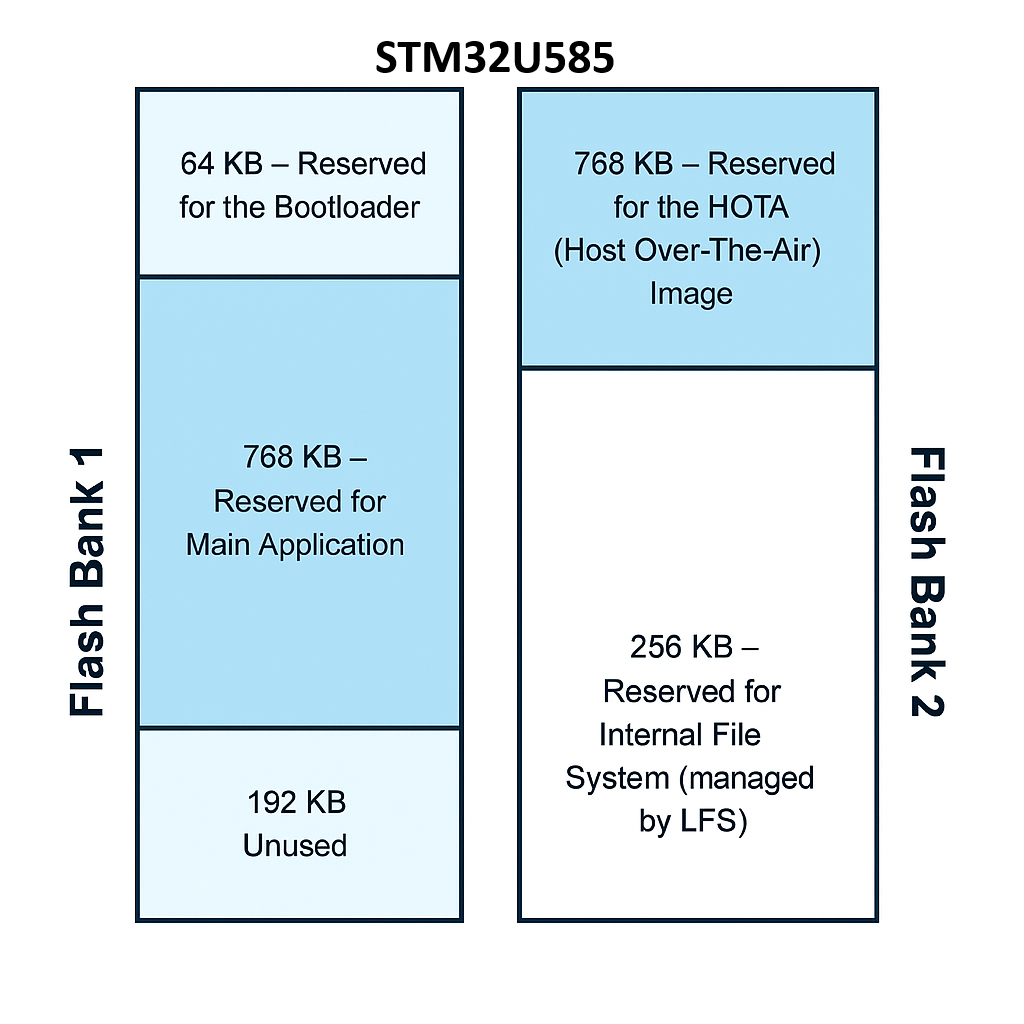 STM32U585
64 KB – Reserved
for the Bootloader
768 KB –
Reserved for
Main Application
192 KB
Unused
Flash Bank 1
768 KB – Reserved
for the HOTA
(Host Over-The-Air)
Image
256 KB –
Reserved for
Internal File
System (managed
by LFS)
Flash Bank 2